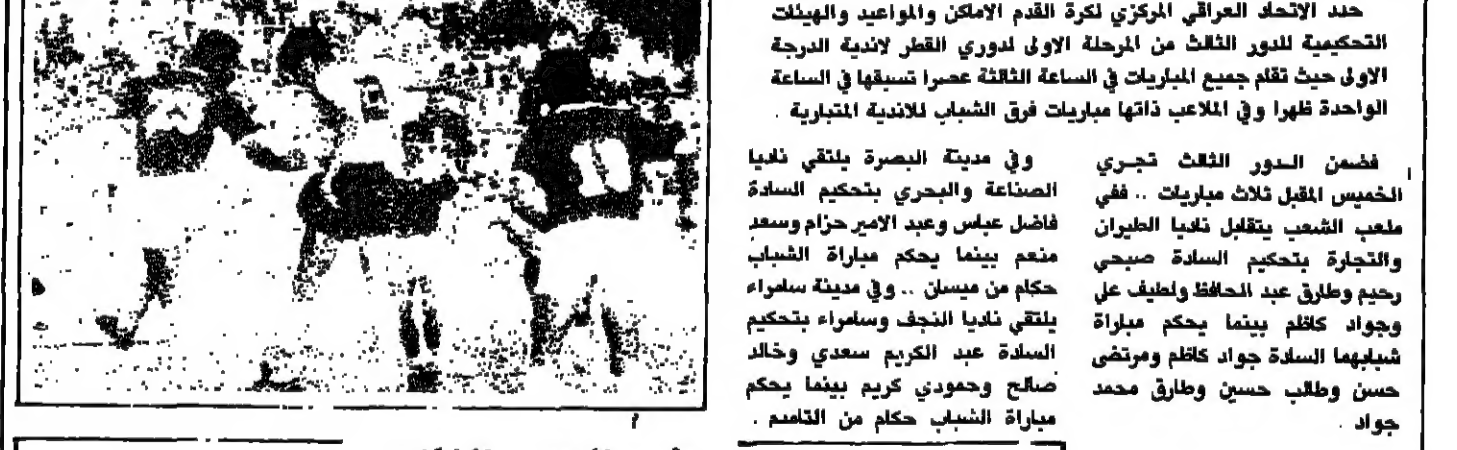 حدد الاتحاد العراقي المركزي لكرة القدم الاماكن والمواعيد والهيئات
التحكيمية للدور الثالث من المرحلة الاولى لدوري القطر لاندية الدرجة
الاولى حيث تقام جميع المباريات في الساعة الثالثة عصرا تسبقها في الساعة
الواحدة ظهرا وفي الملاعب ذاتها مباريات فرق الشباب للاندية المتبارية .
فضمن الدور الثالث تجري
الخميس المقبل ثلاث مباريات .. ففي
ملعب الشعب يتقابل ناديا الطيران
والتجارة بتحكيم السادة صبحي
رحيم وطارق عبد الحافظ ولطيف علي
وجواد كاظم بينما يحكم مباراة
شبابهما السادة جواد كاظم ومرتضى
حسن وطالب حسين وطارق محمد
جواد .
وفي مدينة البصرة يلتقي ناديا
الصناعة والبحري بتحكيم السادة
فاضل عباس وعبد الامير حزام وسعد
منعم بينما يحكم مباراة الشباب
حكام من ميسان .. وفي مدينة سامراء
يلتقي ناديا النجف وسامراء بتحكيم
السادة عبد الكريم سعدي وخالد
صالح وحمودي كريم بينما يحكم
مباراة الشباب حكام من التاميم .